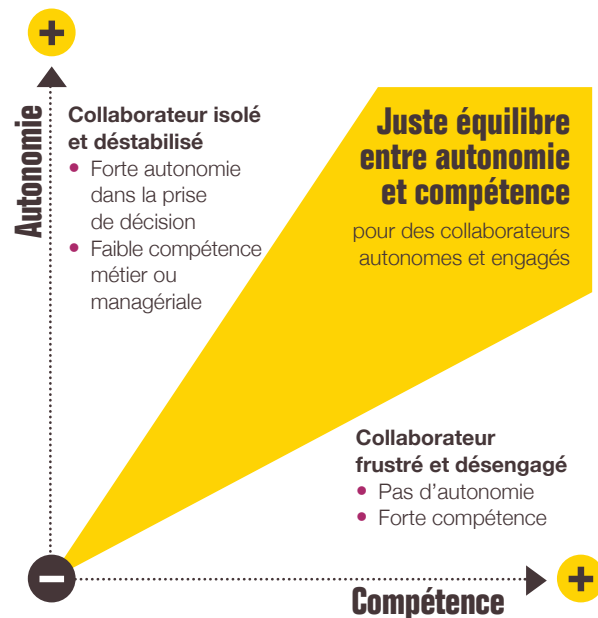 +
Autonomie
Collaborateur isolé
et déstabilisé
• Forte autonomie
dans la prise
de décision
• Faible compétence
métier ou
managériale
Juste équilibre
entre autonomie
et compétence
pour des collaborateurs
autonomes et engagés
Collaborateur
frustré et désengagé
• Pas d’autonomie
• Forte compétence
–
+
Compétence